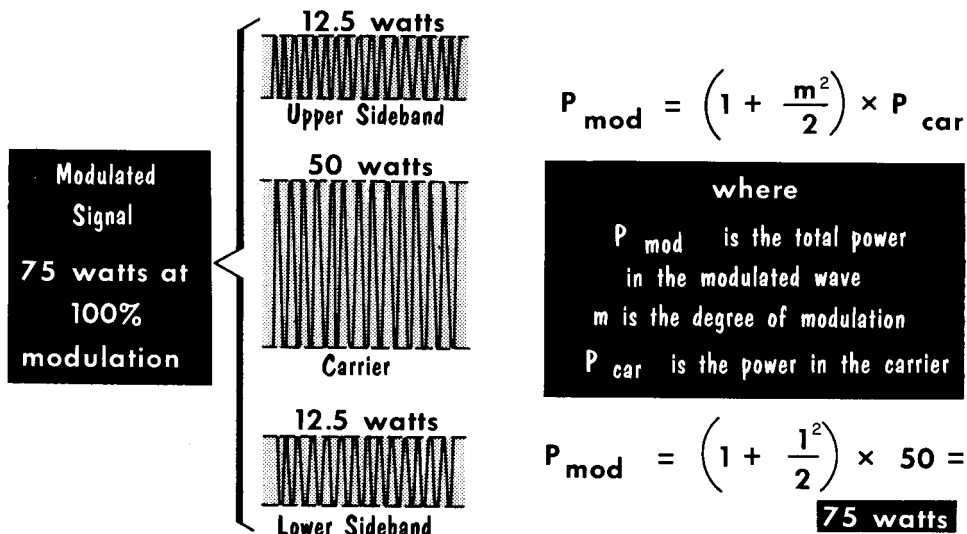 Modulated
Signal
75 watts at
100%
modulation
12.5 watts
Upper Sideband
50 watts
Carrier
12.5 watts
Lower Sideband
P mod = (1 + m²/2) × P car
where
P mod is the total power
in the modulated wave
m is the degree of modulation
P car is the power in the carrier
P mod = (1 + 1²/2) × 50 =
75 watts